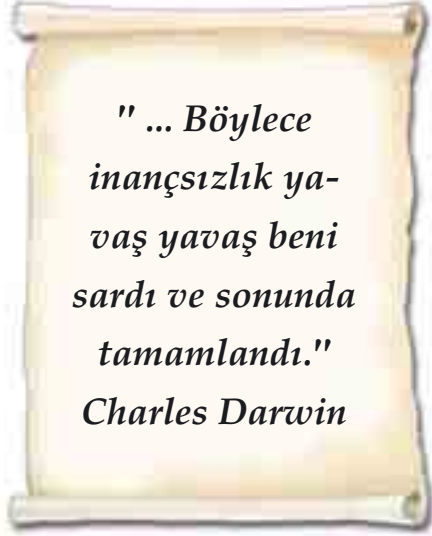 " ... Böylece
inançsızlık ya-
vaş yavaş beni
sardı ve sonunda
tamamlandı."
Charles Darwin